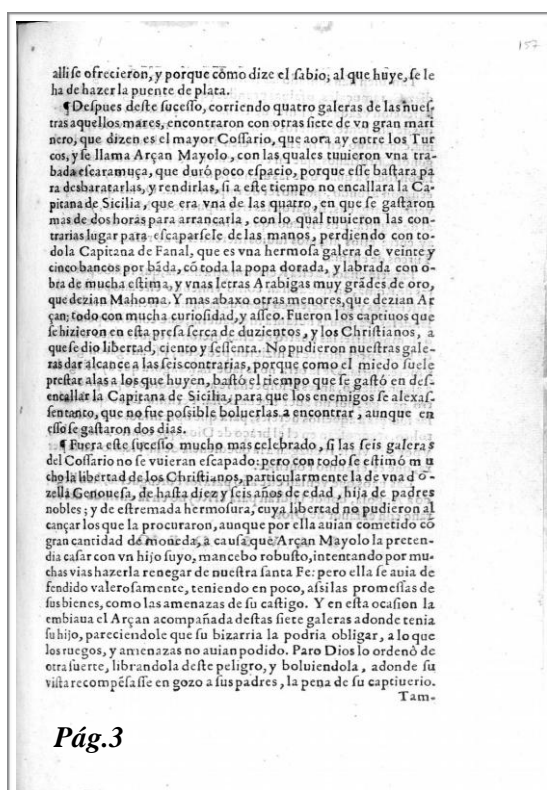 157
alli se ofrecieron, y porque cómo dize el sabio; al que huye, se le
ha de hazer la puente de plata.
¶Despues deste sucesso, corriendo quatro galeras de las nues-
tras aquellos mares, encontraron con otras siete de vn gran mari
nero, que dizen es el mayor Cossario, que aora ay entre los Tur
cos, y se llama Arçan Mayolo, con las quales tuuieron vna tra-
bada escaramuça, que duró poco espacio, porque esse bastara pa
ra desbaratarlas, y rendirlas, si a este tiempo no encallara la Ca-
pitana de Sicilia, que era vna de las quatro, en que se gastaron
mas de dos horas para arrancarla, con lo qual tuuieron las con-
trarias lugar para escaparsele de las manos, perdiendo con to-
do la Capitana de Fanal, que es vna hermosa galera de veinte y
cinco bancos por báda, có toda la popa dorada, y labrada con o-
bra de mucha estima, y vnas letras Arabigas muy grádes de oro,
que dezian Mahoma. Y mas abaxo otras menores, que dezian Ar
çan; todo con mucha curiosidad, y asseo. Fueron los captiuos que
se hizieron en esta presa serca de duzientos, y los Christianos, a
que se dio libertad, ciento y sessenta. No pudieron nuestras gale-
ras dar alcance a las seis contrarias, porque como el miedo suele
prestar alas a los que huyen, bastó el tiempo que se gastó en des-
encallar la Capitana de Sicilia, para que los enemigos se alexas-
sen tanto, que no fue possible boluerlas a encontrar, aunque en
esso se gastaron dos dias.
¶Fuera este sucesso mucho mas celebrado, si las seis galeras
del Cossario no se vuieran escapado: pero con todo se estimó mu
cho la libertad de los Christianos, particularmente la de vna dó-
zella Genouesa, de hasta diez y seis años de edad, hija de padres
nobles; y de estremada hermosura, cuya libertad no pudieron al
cançar los que la procuraron, aunque por ella auian cometido có
gran cantidad de moneda, a causa que Arçan Mayolo la preten-
dia casar con vn hijo suyo, mancebo robusto, intentando por mu-
chas vias hazerla renegar de nuestra santa Fe: pero ella se auia de
fendido valerosamente, teniendo en poco, assi las promessas de
sus bienes, como las amenazas de su castigo. Y en esta ocasion la
embiaua el Arçan acompañada destas siete galeras adonde tenia
su hijo, pareciendole que su bizarria la podria obligar, a lo que
los ruegos, y amenazas no auian podido. Paro Dios lo ordenò de
otra suerte, librandola deste peligro, y boluiendola, adonde su
vista recompésasse en gozo a sus padres, la pena de su captiuerio.
Tam-
Pág.3